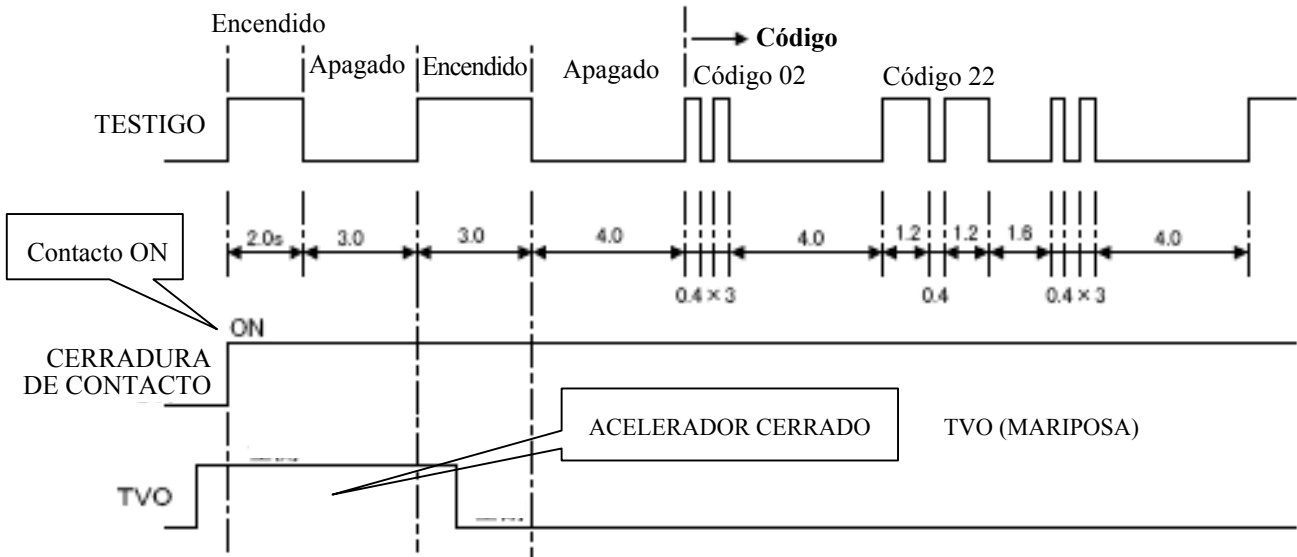 Encendido
Código
Apagado
Encendido
Apagado
Código 02
Código 22
TESTIGO
Contacto ON
2.0s
3.0
3.0
4.0
4.0
1.2
1.2
1.6
4.0
0.4 × 3
0.4
0.4 × 3
ON
CERRADURA
DE CONTACTO
ACELERADOR CERRADO
TVO (MARIPOSA)
TVO